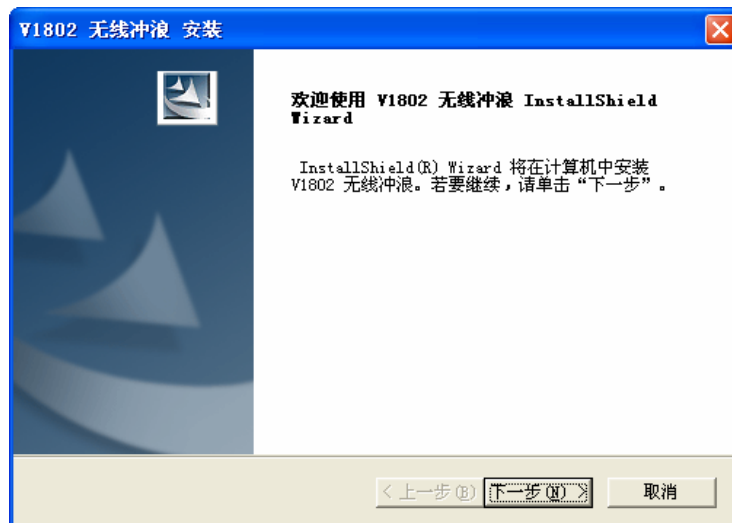 V1802 无线冲浪 安装
欢迎使用 V1802 无线冲浪 InstallShield
Wizard
InstallShield(R) Wizard 将在计算机中安装
V1802 无线冲浪。若要继续，请单击“下一步”。
< 上一步(B)
下一步(N) >
取消